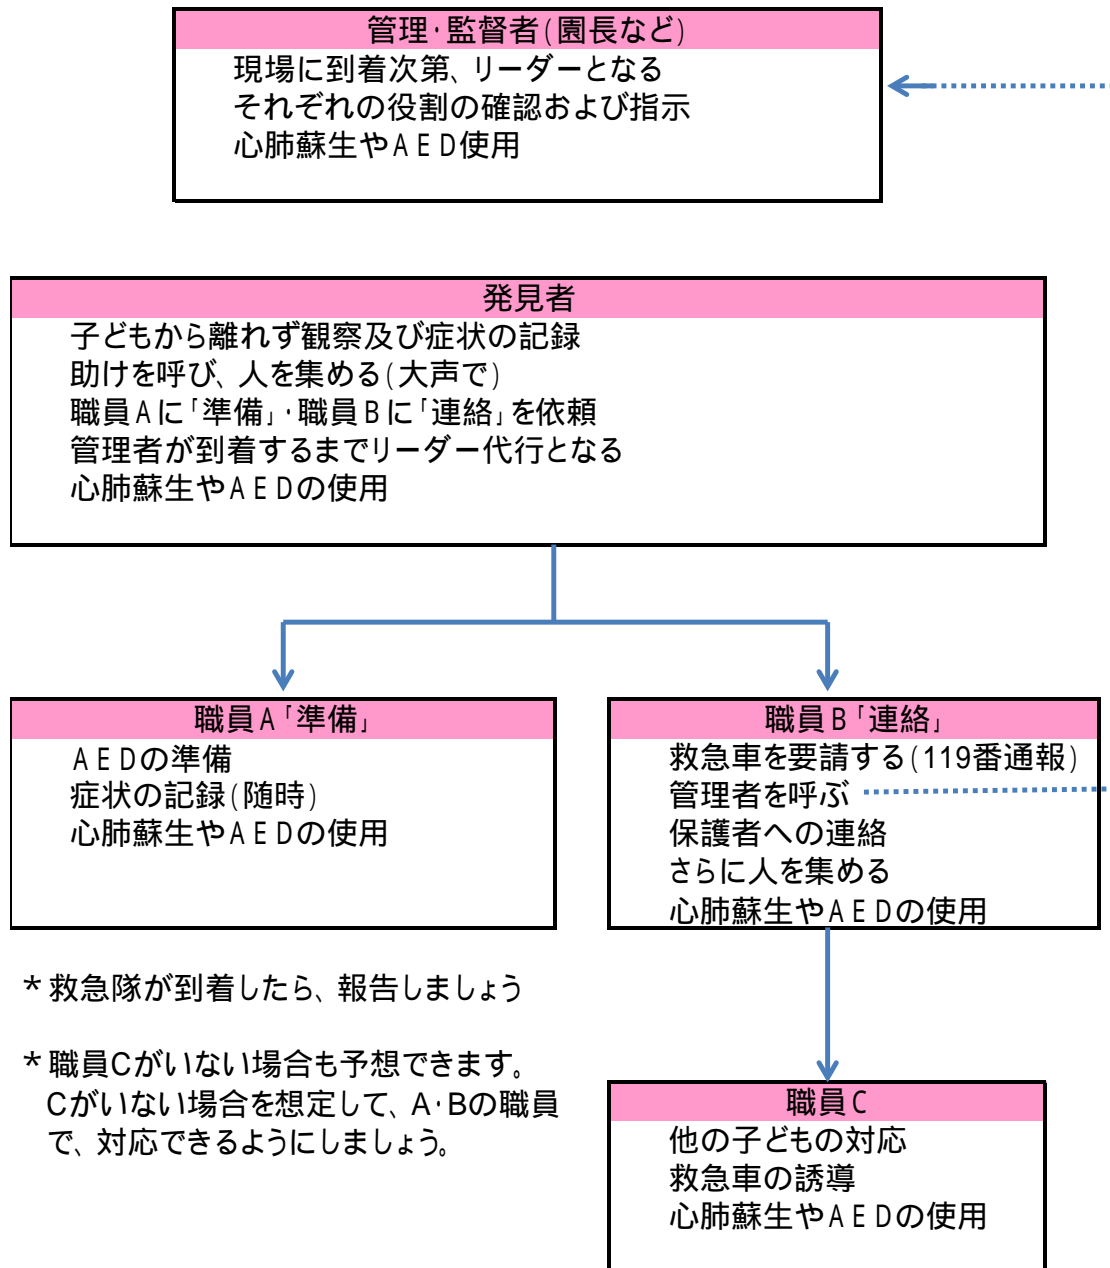 管理・監督者(園長など)
現場に到着次第、リーダーとなる
それぞれの役割の確認および指示
心肺蘇生やAED使用
発見者
子どもから離れず観察及び症状の記録
助けを呼び、人を集める(大声で)
職員Aに「準備」・職員Bに「連絡」を依頼
管理者が到着するまでリーダー代行となる
心肺蘇生やAEDの使用
職員A「準備」
AEDの準備
症状の記録(随時)
心肺蘇生やAEDの使用
職員B「連絡」
救急車を要請する(119番通報)
管理者を呼ぶ
保護者への連絡
さらに人を集める
心肺蘇生やAEDの使用
*救急隊が到着したら、報告しましょう
*職員Cがいない場合も予想できます。
Cがいない場合を想定して、A・Bの職員
で、対応できるようにしましょう。
職員C
他の子どもの対応
救急車の誘導
心肺蘇生やAEDの使用